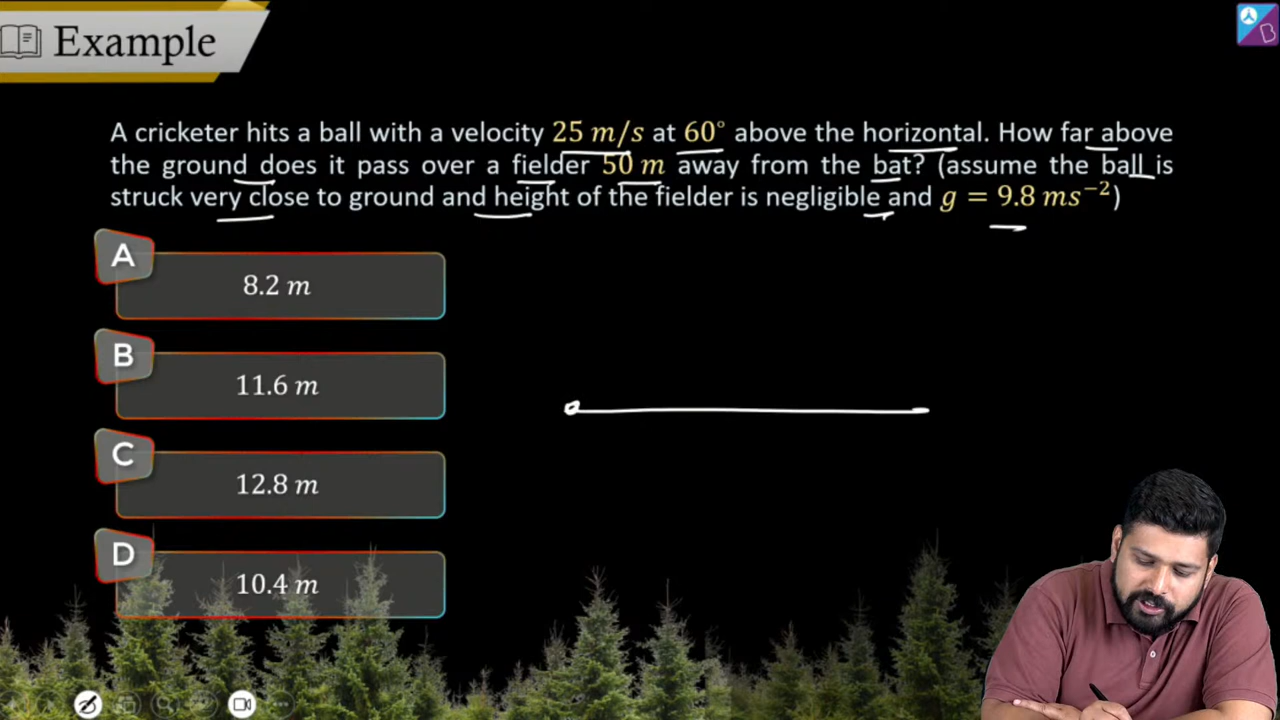 Example
A cricketer hits a ball with a velocity 25 m/s at 60° above the horizontal. How far above
the ground does it pass over a fielder 50 m away from the bat? (assume the ball is
struck very close to ground and height of the fielder is negligible and g = 9.8 ms⁻²)
A
8.2 m
B
11.6 m
C
12.8 m
D
10.4 m
B